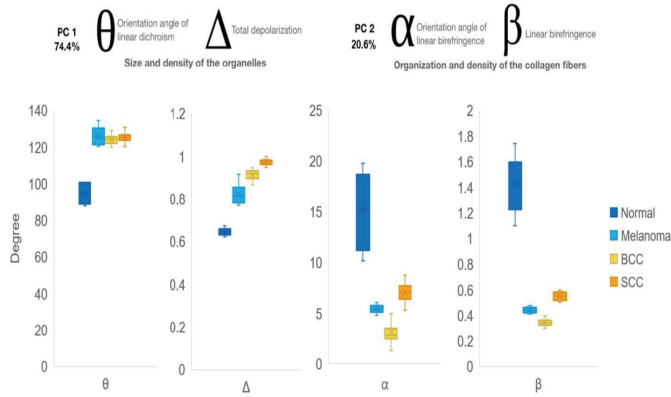 PC 1
74.4%
θ
Orientation angle of
linear dichroism
Δ
Total depolarization
Size and density of the organelles
PC 2
20.6%
α
Orientation angle of
linear birefringence
β
Linear birefringence
Organization and density of the collagen fibers
Degree
140
120
100
80
60
40
20
0
θ
1.2
1
0.8
0.6
0.4
0.2
0
Δ
25
20
15
10
5
0
α
2
1.8
1.6
1.4
1.2
1
0.8
0.6
0.4
0.2
0
β
Normal
Melanoma
BCC
SCC